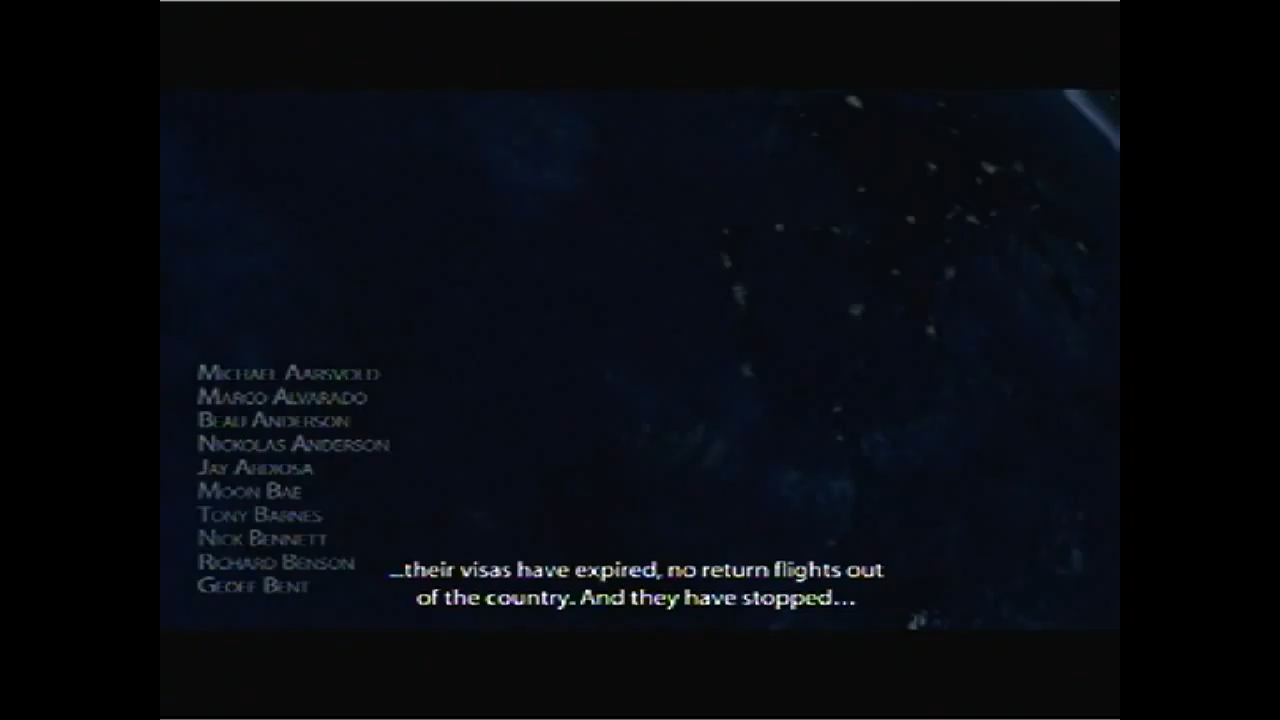 MICHAEL AARSVOLD
MARCO ALVARADO
BEAU ANDERSON
NICKOLAS ANDERSON
JAY ARDIOSA
MOON BAE
TONY BARNES
NICK BENNETT
RICHARD BENSON
GEOFF BENT
...their visas have expired, no return flights out
of the country. And they have stopped...